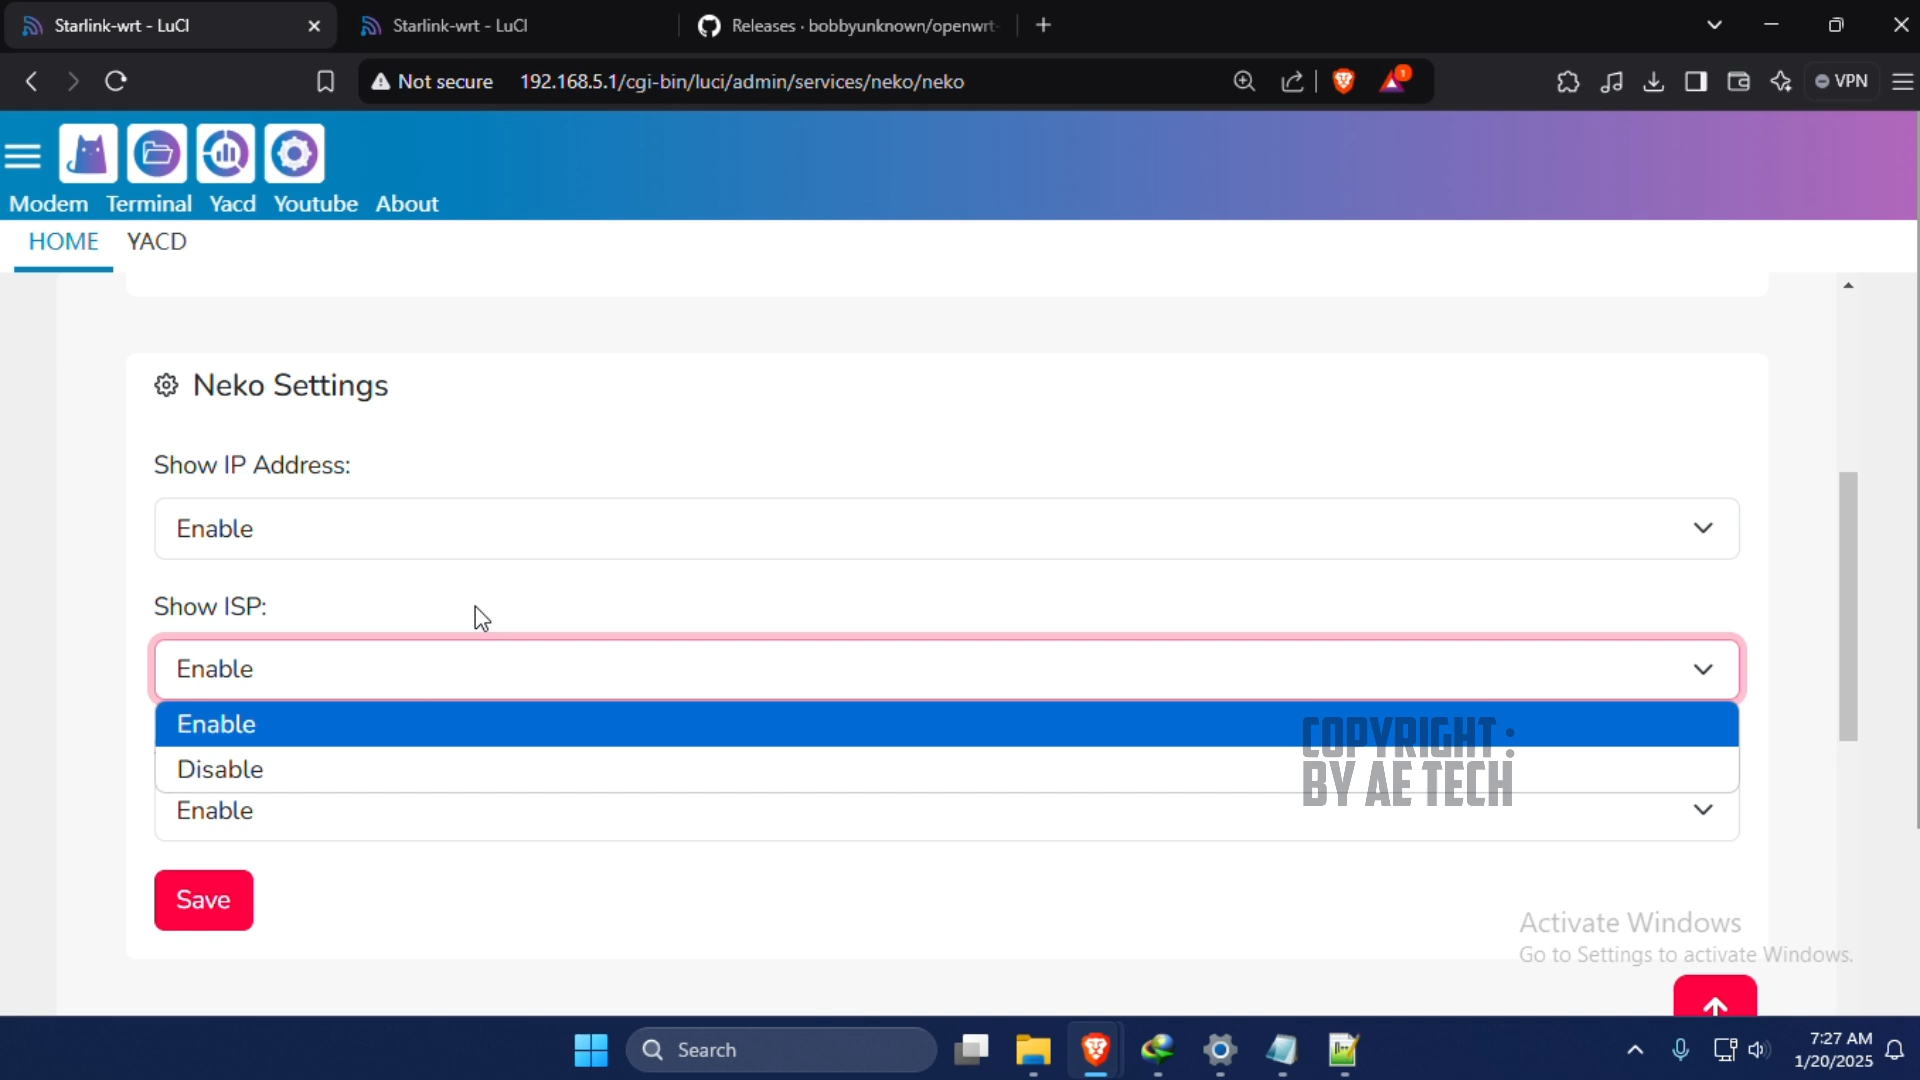 Starlink-wrt - LuCI
Starlink-wrt - LuCI
Releases · bobbyunknown/openwrt-
Not secure 192.168.5.1/cgi-bin/luci/admin/services/neko/neko
1
VPN
Modem Terminal Yacd Youtube About
HOME YACD
Neko Settings
Show IP Address:
Enable
Show ISP:
Enable
Enable
Disable
Enable
COPYRIGHT :
BY AE TECH
Save
Activate Windows
Go to Settings to activate Windows.
Search
7:27 AM
1/20/2025